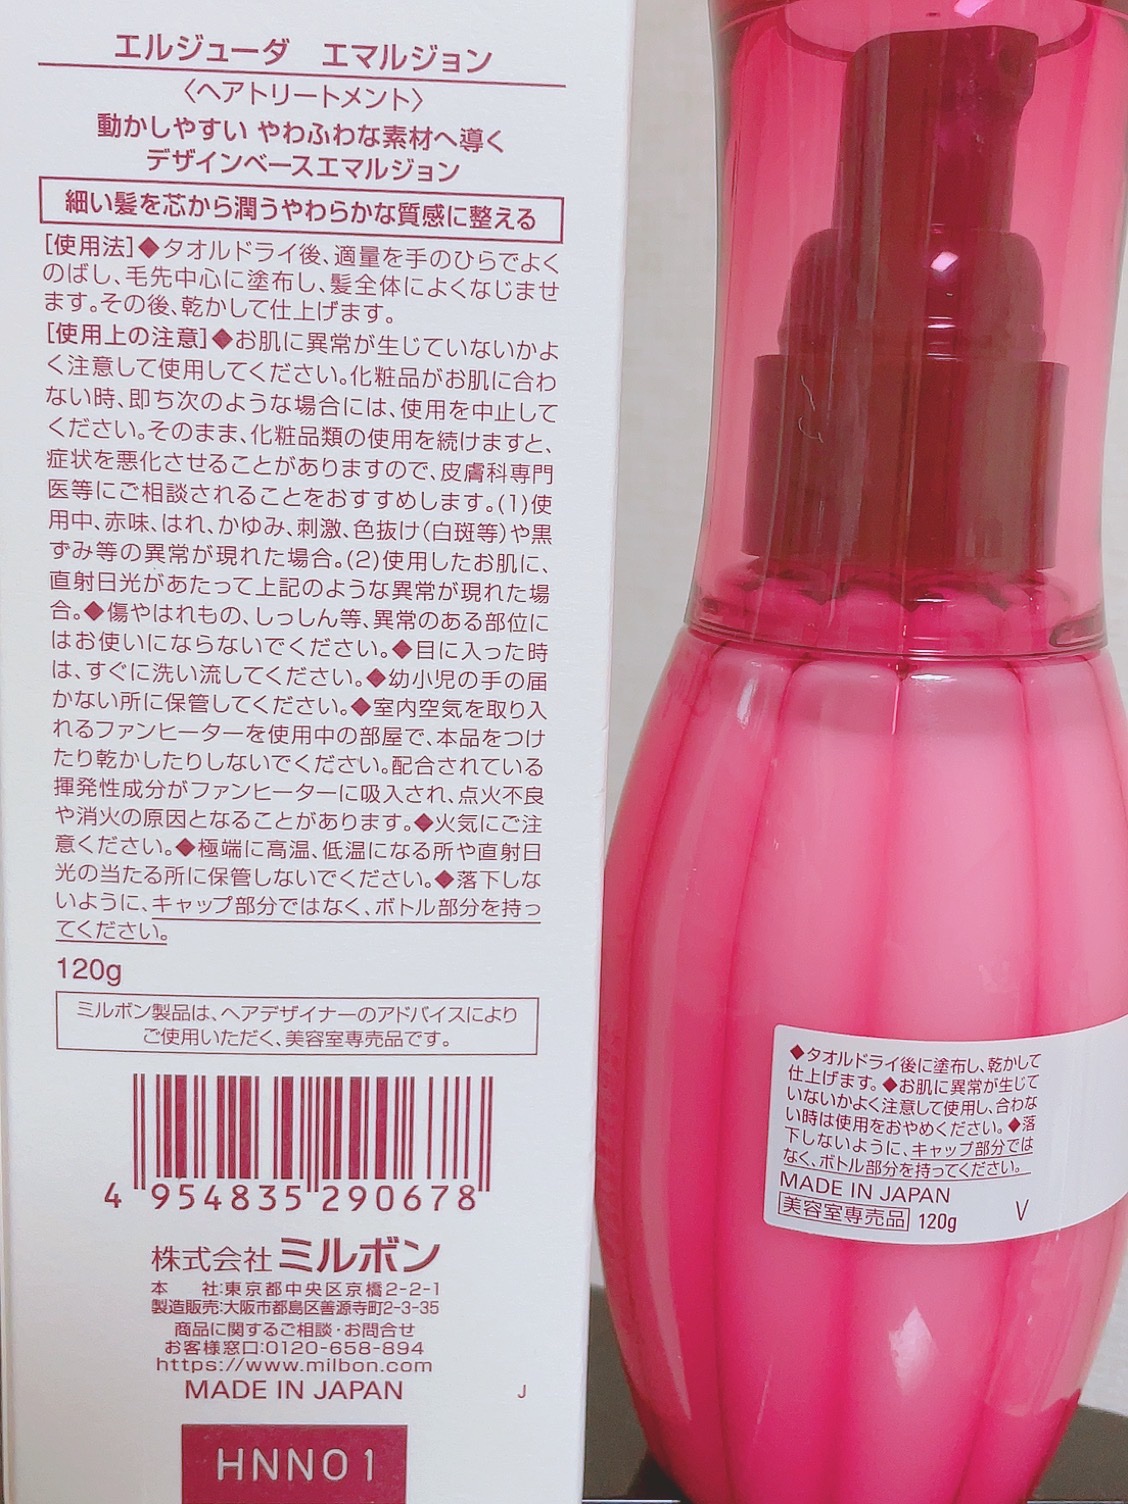 エルジューダ　エマルジョン
〈ヘアトリートメント〉
動かしやすい やわふわな素材へ導く
デザインベースエマルジョン
細い髪を芯から潤うやわらかな質感に整える
[使用法]◆タオルドライ後、適量を手のひらでよく
のばし、毛先中心に塗布し、髪全体によくなじませ
ます。その後、乾かして仕上げます。
[使用上の注意]◆お肌に異常が生じていないかよ
く注意して使用してください。化粧品がお肌に合わ
ない時、即ち次のような場合には、使用を中止して
ください。そのまま、化粧品類の使用を続けますと、
症状を悪化させることがありますので、皮膚科専門
医等にご相談されることをおすすめします。(1)使
用中、赤味、はれ、かゆみ、刺激、色抜け(白斑等)や黒
ずみ等の異常が現れた場合。(2)使用したお肌に、
直射日光があたって上記のような異常が現れた場
合。◆傷やはれもの、しっしん等、異常のある部位に
はお使いにならないでください。◆目に入った時
は、すぐに洗い流してください。◆幼小児の手の届
かない所に保管してください。◆室内空気を取り入
れるファンヒーターを使用中の部屋で、本品をつけ
たり乾かしたりしないでください。配合されている
揮発性成分がファンヒーターに吸入され、点火不良
や消火の原因となることがあります。◆火気にご注
意ください。◆極端に高温、低温になる所や直射日
光の当たる所に保管しないでください。◆落下しな
いように、キャップ部分ではなく、ボトル部分を持っ
てください。
120g
ミルボン製品は、ヘアデザイナーのアドバイスにより
ご使用いただく、美容室専売品です。
4 954835 290678
株式会社 ミルボン
本　　社:東京都中央区京橋2-2-1
製造販売:大阪市都島区善源寺町2-3-35
商品に関するご相談・お問合せ
お客様窓口:0120-658-894
https://www.milbon.com
MADE IN JAPAN J
HNN01
◆タオルドライ後に塗布し、乾かして
仕上げます。◆お肌に異常が生じて
いないかよく注意して使用し、合わな
い時は使用をおやめください。◆落
下しないように、キャップ部分では
なく、ボトル部分を持ってください。
MADE IN JAPAN
美容室専売品 120g V